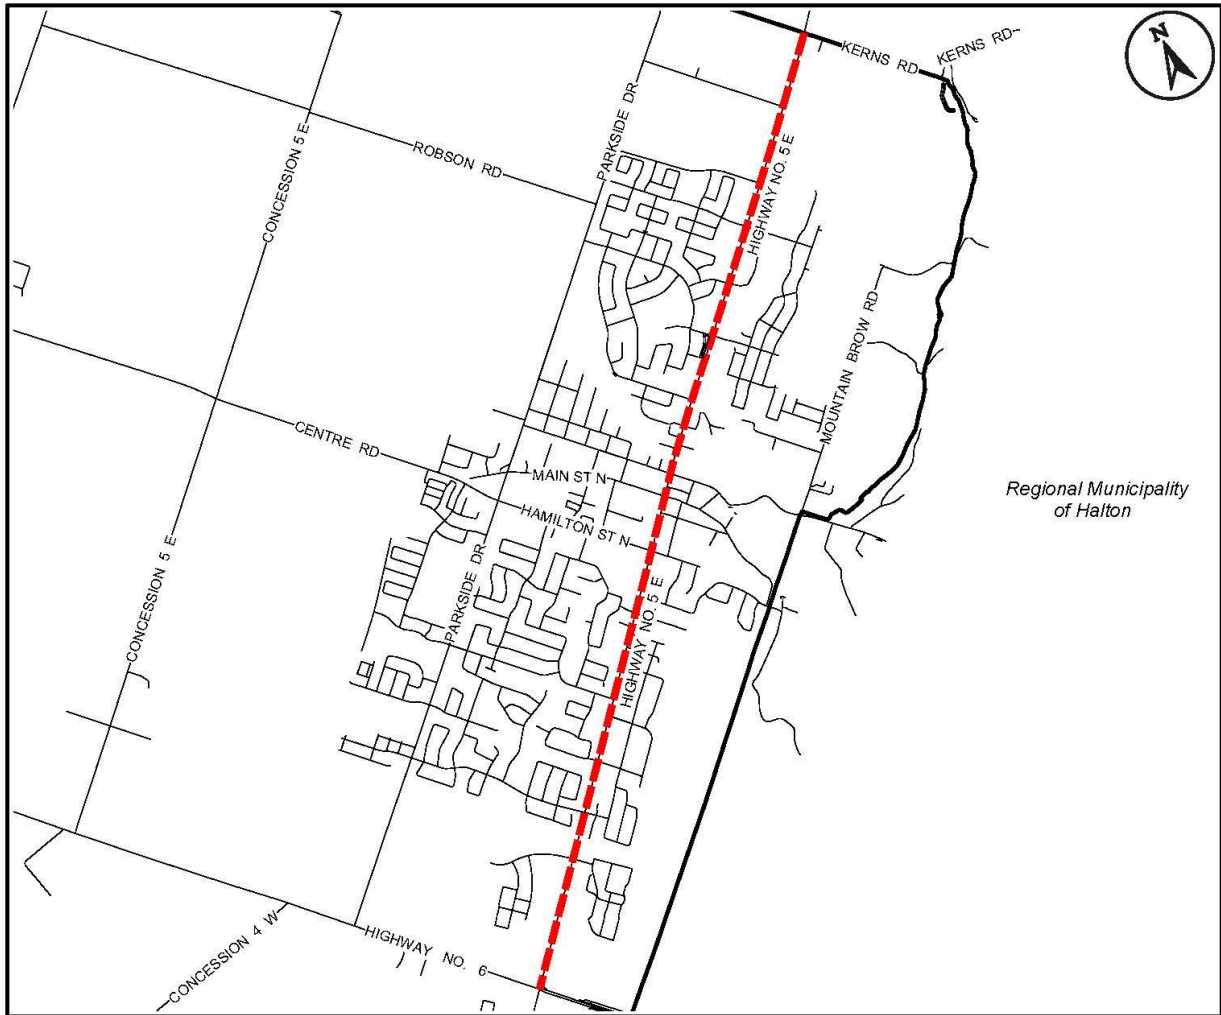 N
KERNS RD
KERNS RD
ROBSON RD
PARKSIDE DR
CONCESSION 5 E
HIGHWAY NO. 5 E
MOUNTAIN BROW RD
CENTRE RD
MAIN ST N
HAMILTON ST N
Regional Municipality
of Halton
CONCESSION 5 E
PARKSIDE DR
HIGHWAY NO. 5 E
CONCESSION 4 W
HIGHWAY NO. 6